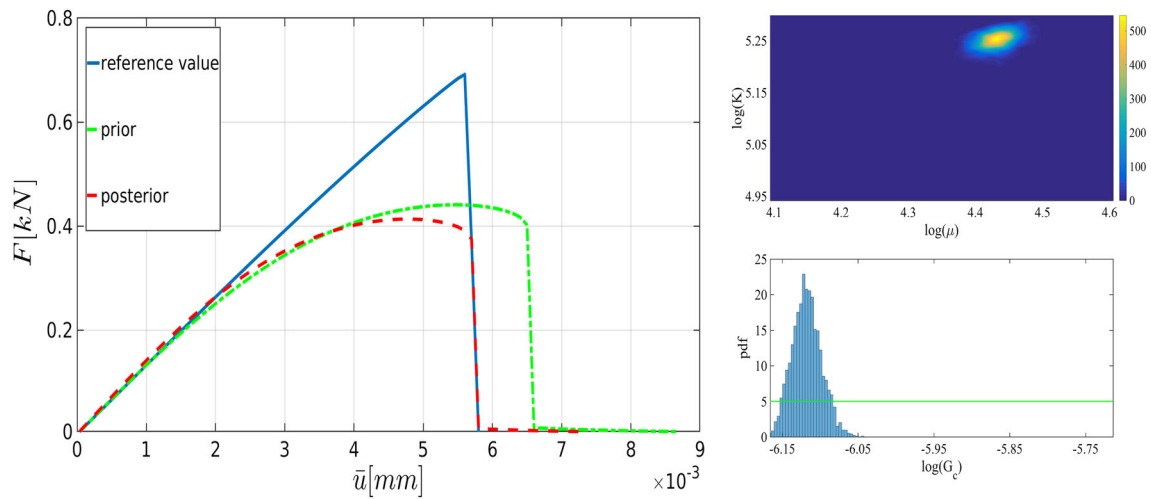 0.8
0.6
0.4
0.2
0
F[kN]
reference value
prior
posterior
0 1 2 3 4 5 6 7 8 9
ū[mm]
×10⁻³
5.25
5.15
5.05
4.95
log(K)
4.1 4.2 4.3 4.4 4.5 4.6
log(μ)
500
400
300
200
100
0
25
20
15
10
5
0
pdf
-6.15 -6.05 -5.95 -5.85 -5.75
log(G_c)